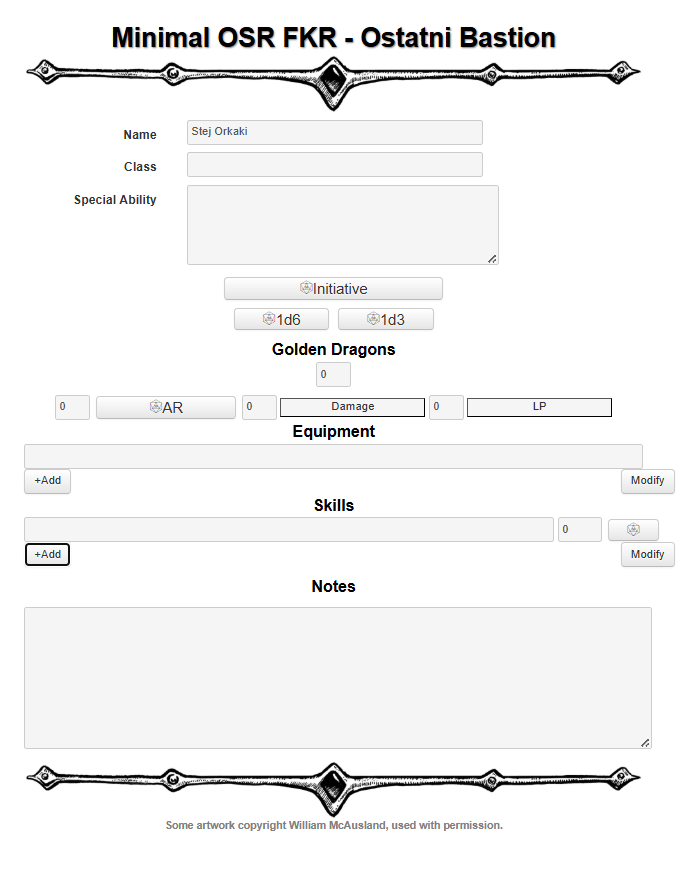 Minimal OSR FKR - Ostatni Bastion
Name Stej Orkaki
Class
Special Ability
Initiative
1d6 1d3
Golden Dragons
0
0 AR 0 Damage 0 LP
Equipment
+Add Modify
Skills
0
+Add Modify
Notes
Some artwork copyright William McAusland, used with permission.